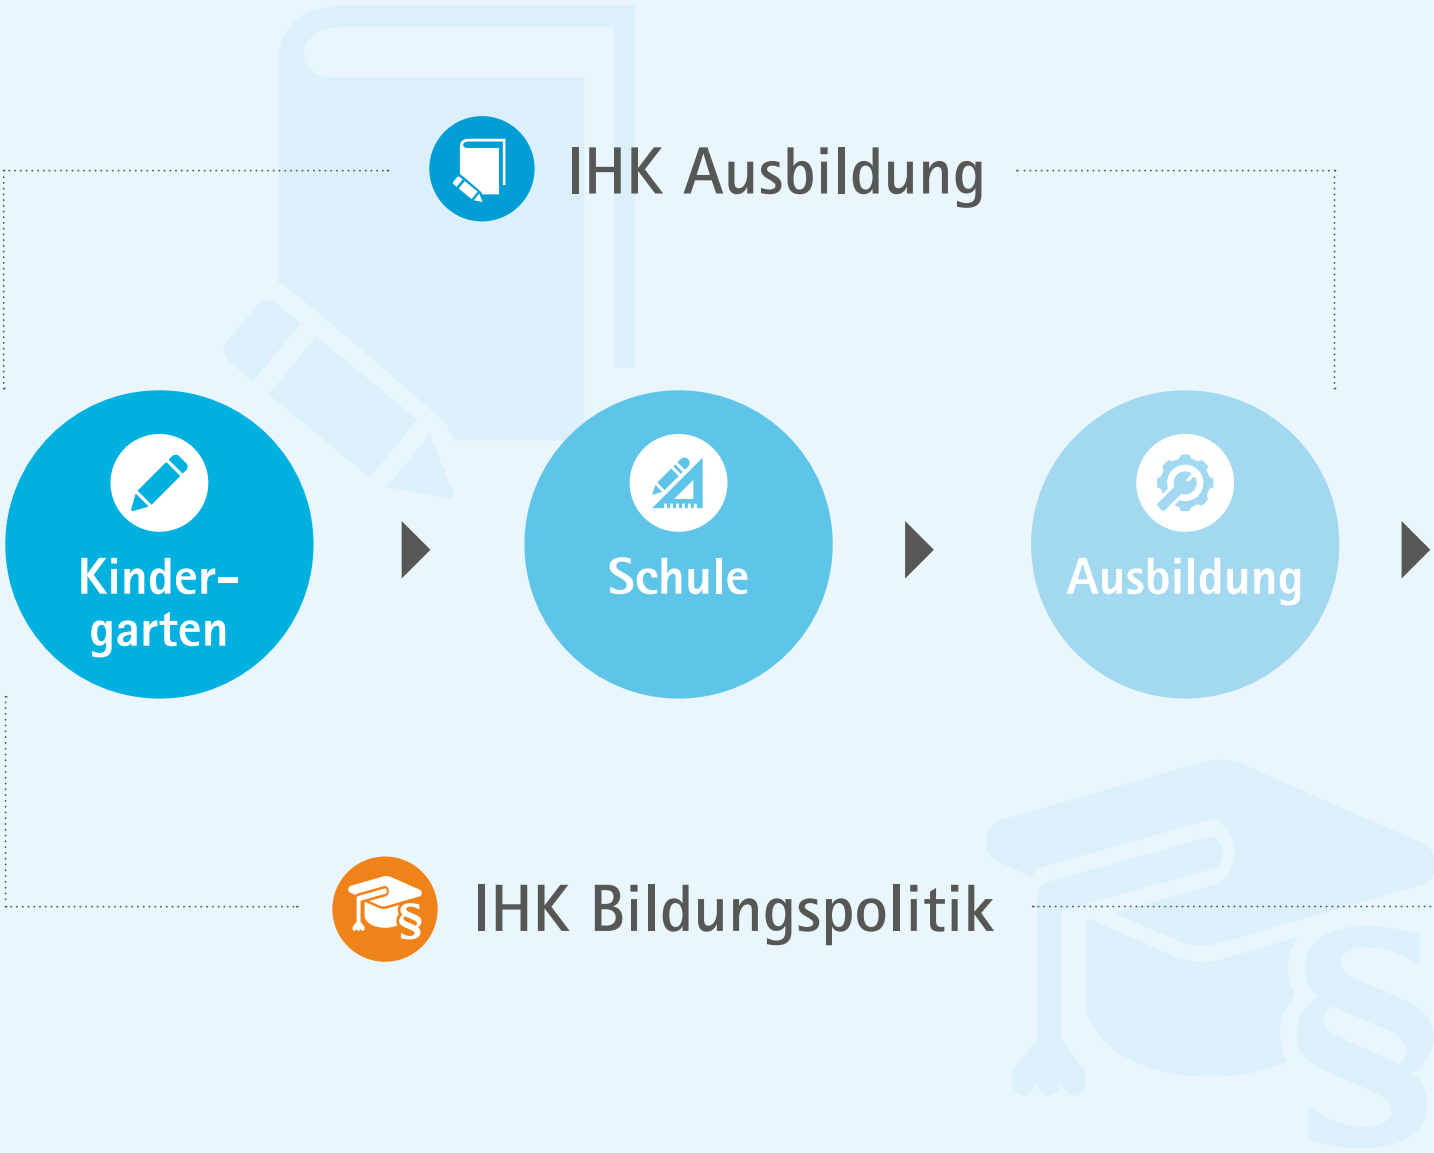 IHK Ausbildung
Kinder-
garten
Schule
Ausbildung
IHK Bildungspolitik
§